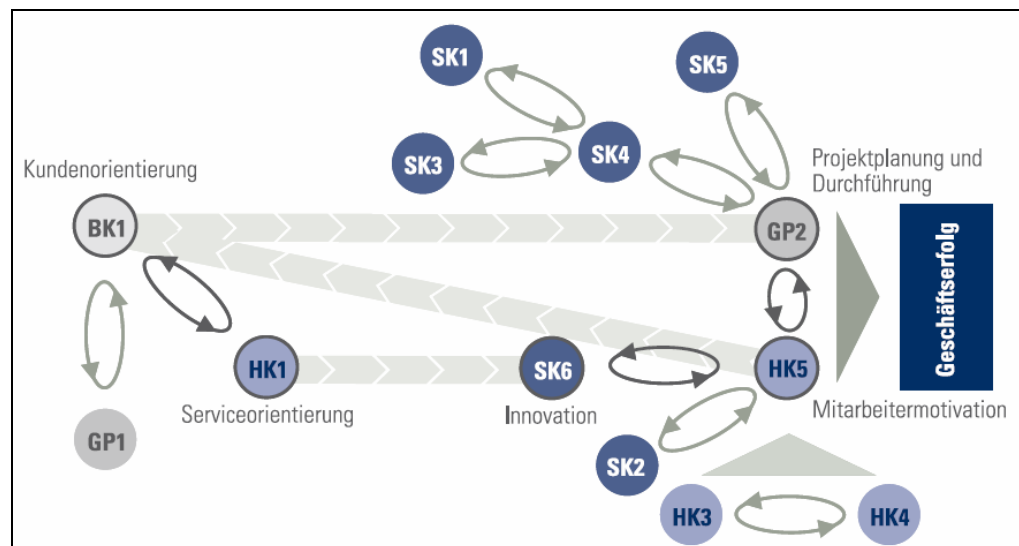 SK1
SK5
SK3
SK4
Kundenorientierung
Projektplanung und
Durchführung
BK1
GP2
Geschäftserfolg
HK1
SK6
HK5
Serviceorientierung
Innovation
Mitarbeitermotivation
GP1
SK2
HK3
HK4